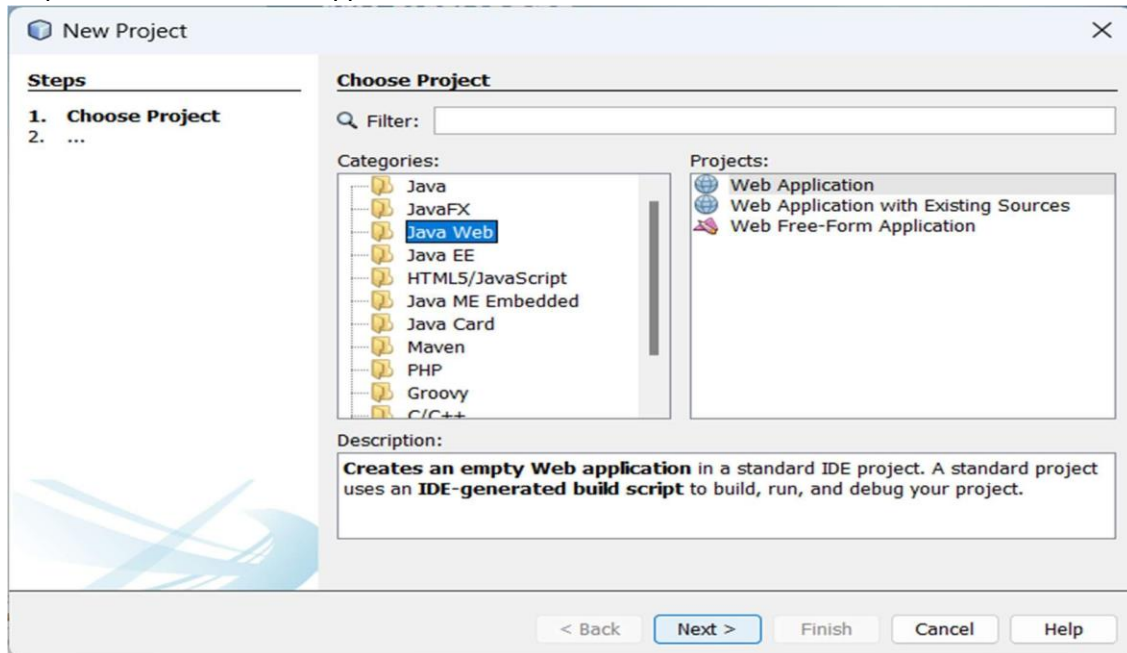 New Project
Steps
1. Choose Project
2. ...
Choose Project
Filter:
Categories:
Java
JavaFX
Java Web
Java EE
HTML5/JavaScript
Java ME Embedded
Java Card
Maven
PHP
Groovy
C/C++
Projects:
Web Application
Web Application with Existing Sources
Web Free-Form Application
Description:
Creates an empty Web application in a standard IDE project. A standard project
uses an IDE-generated build script to build, run, and debug your project.
< Back
Next >
Finish
Cancel
Help